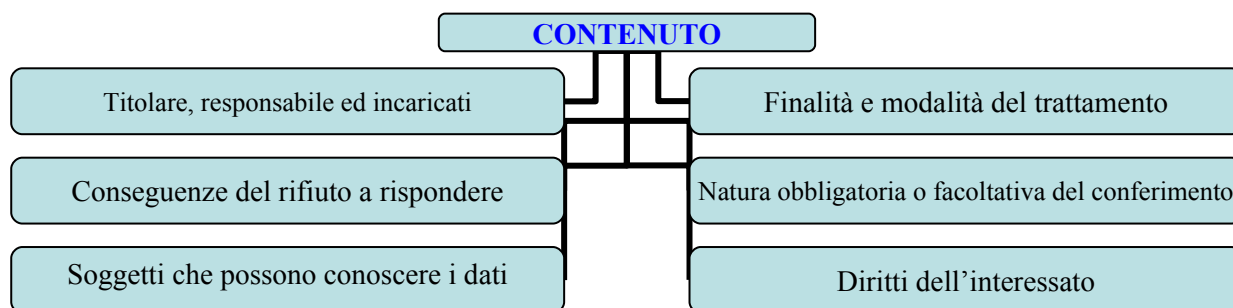 CONTENUTO
Titolare, responsabile ed incaricati
Finalità e modalità del trattamento
Conseguenze del rifiuto a rispondere
Natura obbligatoria o facoltativa del conferimento
Soggetti che possono conoscere i dati
Diritti dell’interessato